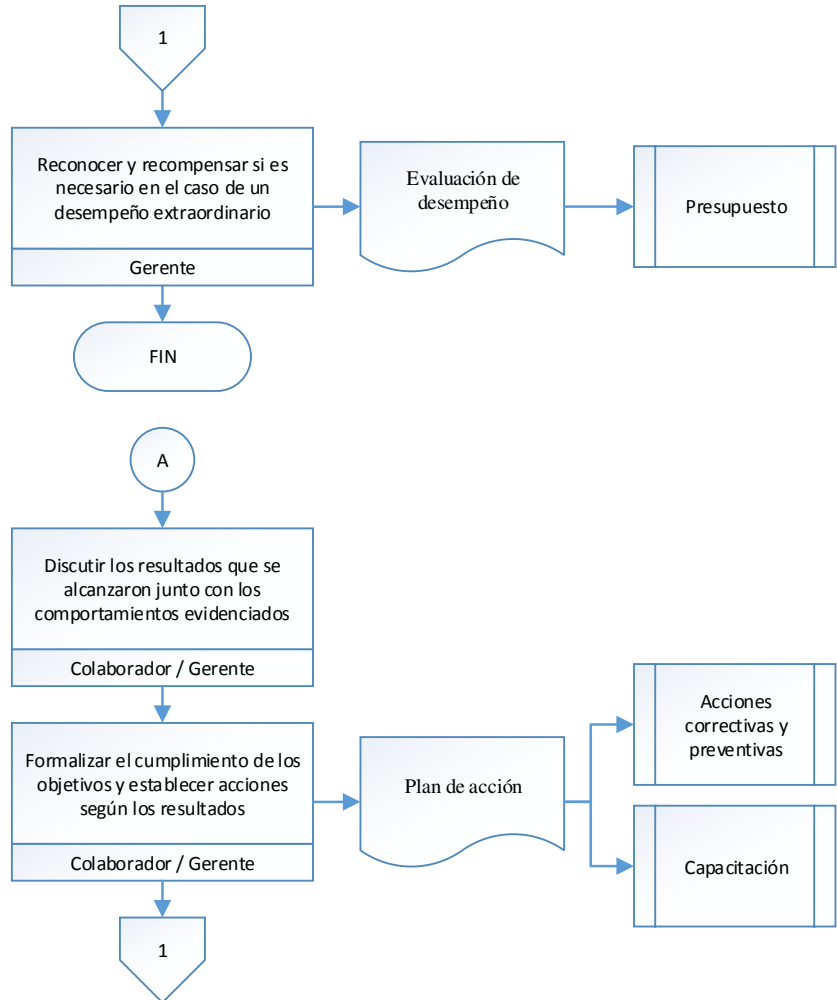 1
Reconocer y recompensar si es
necesario en el caso de un
desempeño extraordinario
Gerente
Evaluación de
desempeño
Presupuesto
FIN
A
Discutir los resultados que se
alcanzaron junto con los
comportamientos evidenciados
Colaborador / Gerente
Formalizar el cumplimiento de los
objetivos y establecer acciones
según los resultados
Colaborador / Gerente
Plan de acción
Acciones
correctivas y
preventivas
Capacitación
1